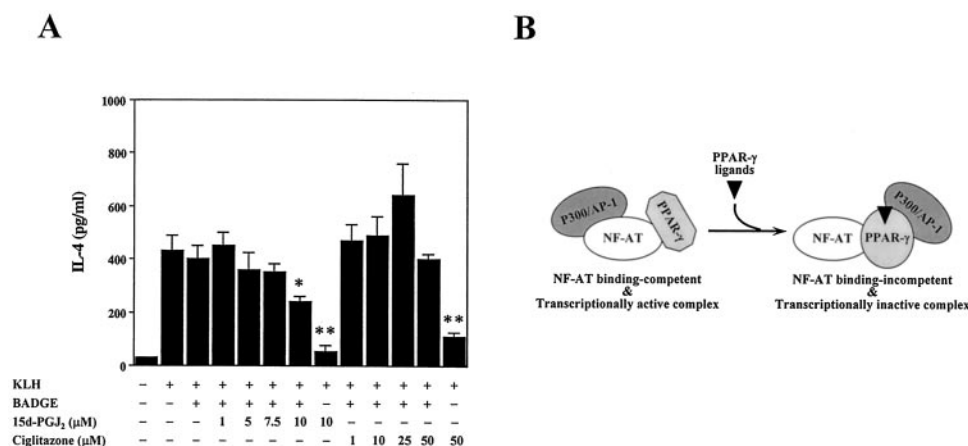 A
B
1000
800
600
400
200
0
IL-4 (pg/ml)
*
**
**
KLH – + + + + + + + + + + + +
BADGE – – + + + + + – + + + + –
15d-PGJ₂ (μM) – – – 1 5 7.5 10 10 – – – – –
Ciglitazone (μM) – – – – – – – – 1 10 25 50 50
PPAR-γ
ligands
P300/AP-1
NF-AT
PPAR-γ
P300/AP-1
NF-AT
PPAR-γ
NF-AT binding-competent
&
Transcriptionally active complex
NF-AT binding-incompetent
&
Transcriptionally inactive complex